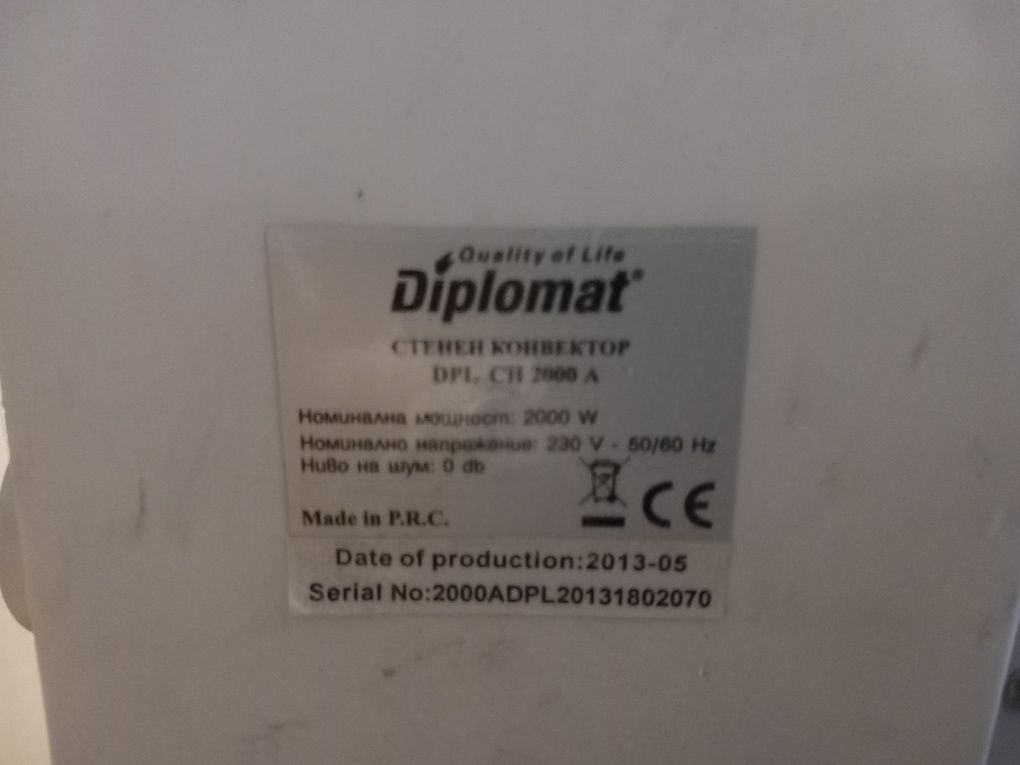 Quality of Life
Diplomat®
СТЕНЕН КОНВЕКТОР
DPL CH 2000 A
Номинална мощност: 2000 W
Номинално напражение: 230 V - 50/60 Hz
Ниво на шум: 0 db
Made in P.R.C.
CE
Date of production:2013-05
Serial No:2000ADPL20131802070